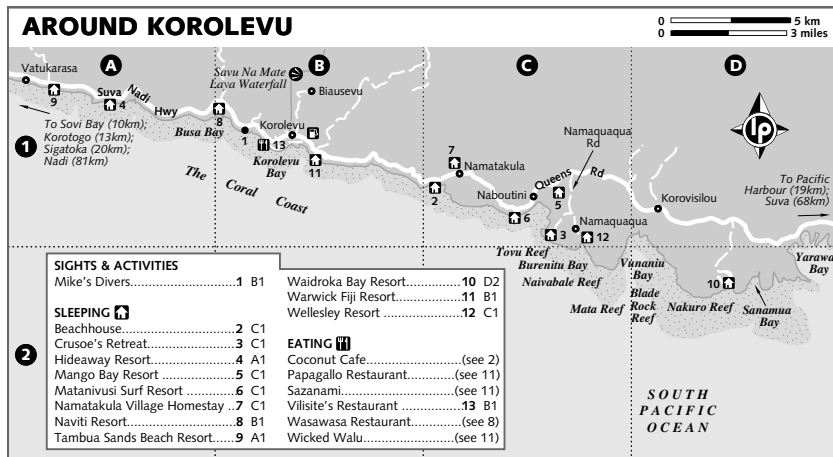 AROUND KOROLEVU
0 5 km
0 3 miles
A
B
C
D
1
2
Vatukarasa
9
Suva
4
Nadi
Hwy
To Sovi Bay (10km);
Korotogo (13km);
Sigatoka (20km);
Nadi (81km)
Savu Na Mate
Laya Waterfall
Biausevu
8
Busa Bay
1
Korolevu
13
Korolevu
Bay
11
The Coral Coast
7
Namatakula
2
Naboutini
Queens Rd
5
6
Namaquaqua
Rd
Namaquaqua
3
12
Tovu Reef
Burenitu Bay
Naivabale Reef
Mata Reef
Korovisilou
lp
To Pacific
Harbour (19km);
Suva (68km)
Vunaniu
Bay
Blade
Rock
Reef
Nakuro Reef
10
Sanamua
Bay
Yarawa
Bay
SOUTH
PACIFIC
OCEAN
SIGHTS & ACTIVITIES
Mike's Divers 1 B1
SLEEPING
Beachhouse 2 C1
Crusoe's Retreat 3 C1
Hideaway Resort 4 A1
Mango Bay Resort 5 C1
Matanivusi Surf Resort 6 C1
Namatakula Village Homestay 7 C1
Naviti Resort 8 B1
Tambua Sands Beach Resort 9 A1
Waidroka Bay Resort 10 D2
Warwick Fiji Resort 11 B1
Wellesley Resort 12 C1
EATING
Coconut Cafe (see 2)
Papagallo Restaurant (see 11)
Sazanami (see 11)
Vilisite's Restaurant 13 B1
Wasawasa Restaurant (see 8)
Wicked Walu (see 11)